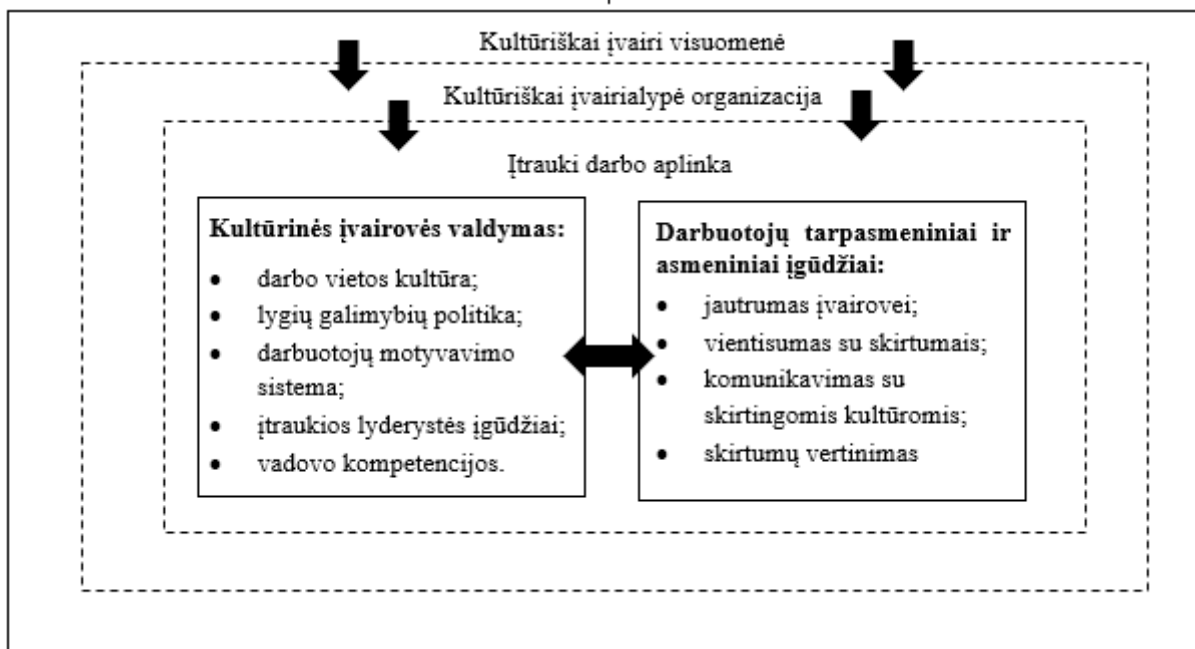 Kultūriškai įvairi visuomenė
Kultūriškai įvairialypė organizacija
Įtrauki darbo aplinka
Kultūrinės įvairovės valdymas:
• darbo vietos kultūra;
• lygių galimybių politika;
• darbuotojų motyvavimo
sistema;
• įtraukios lyderystės įgūdžiai;
• vadovo kompetencijos.
Darbuotojų tarpasmeniniai ir
asmeniniai įgūdžiai:
• jautrumas įvairovei;
• vientisumas su skirtumais;
• komunikavimas su
skirtingomis kultūromis;
• skirtumų vertinimas